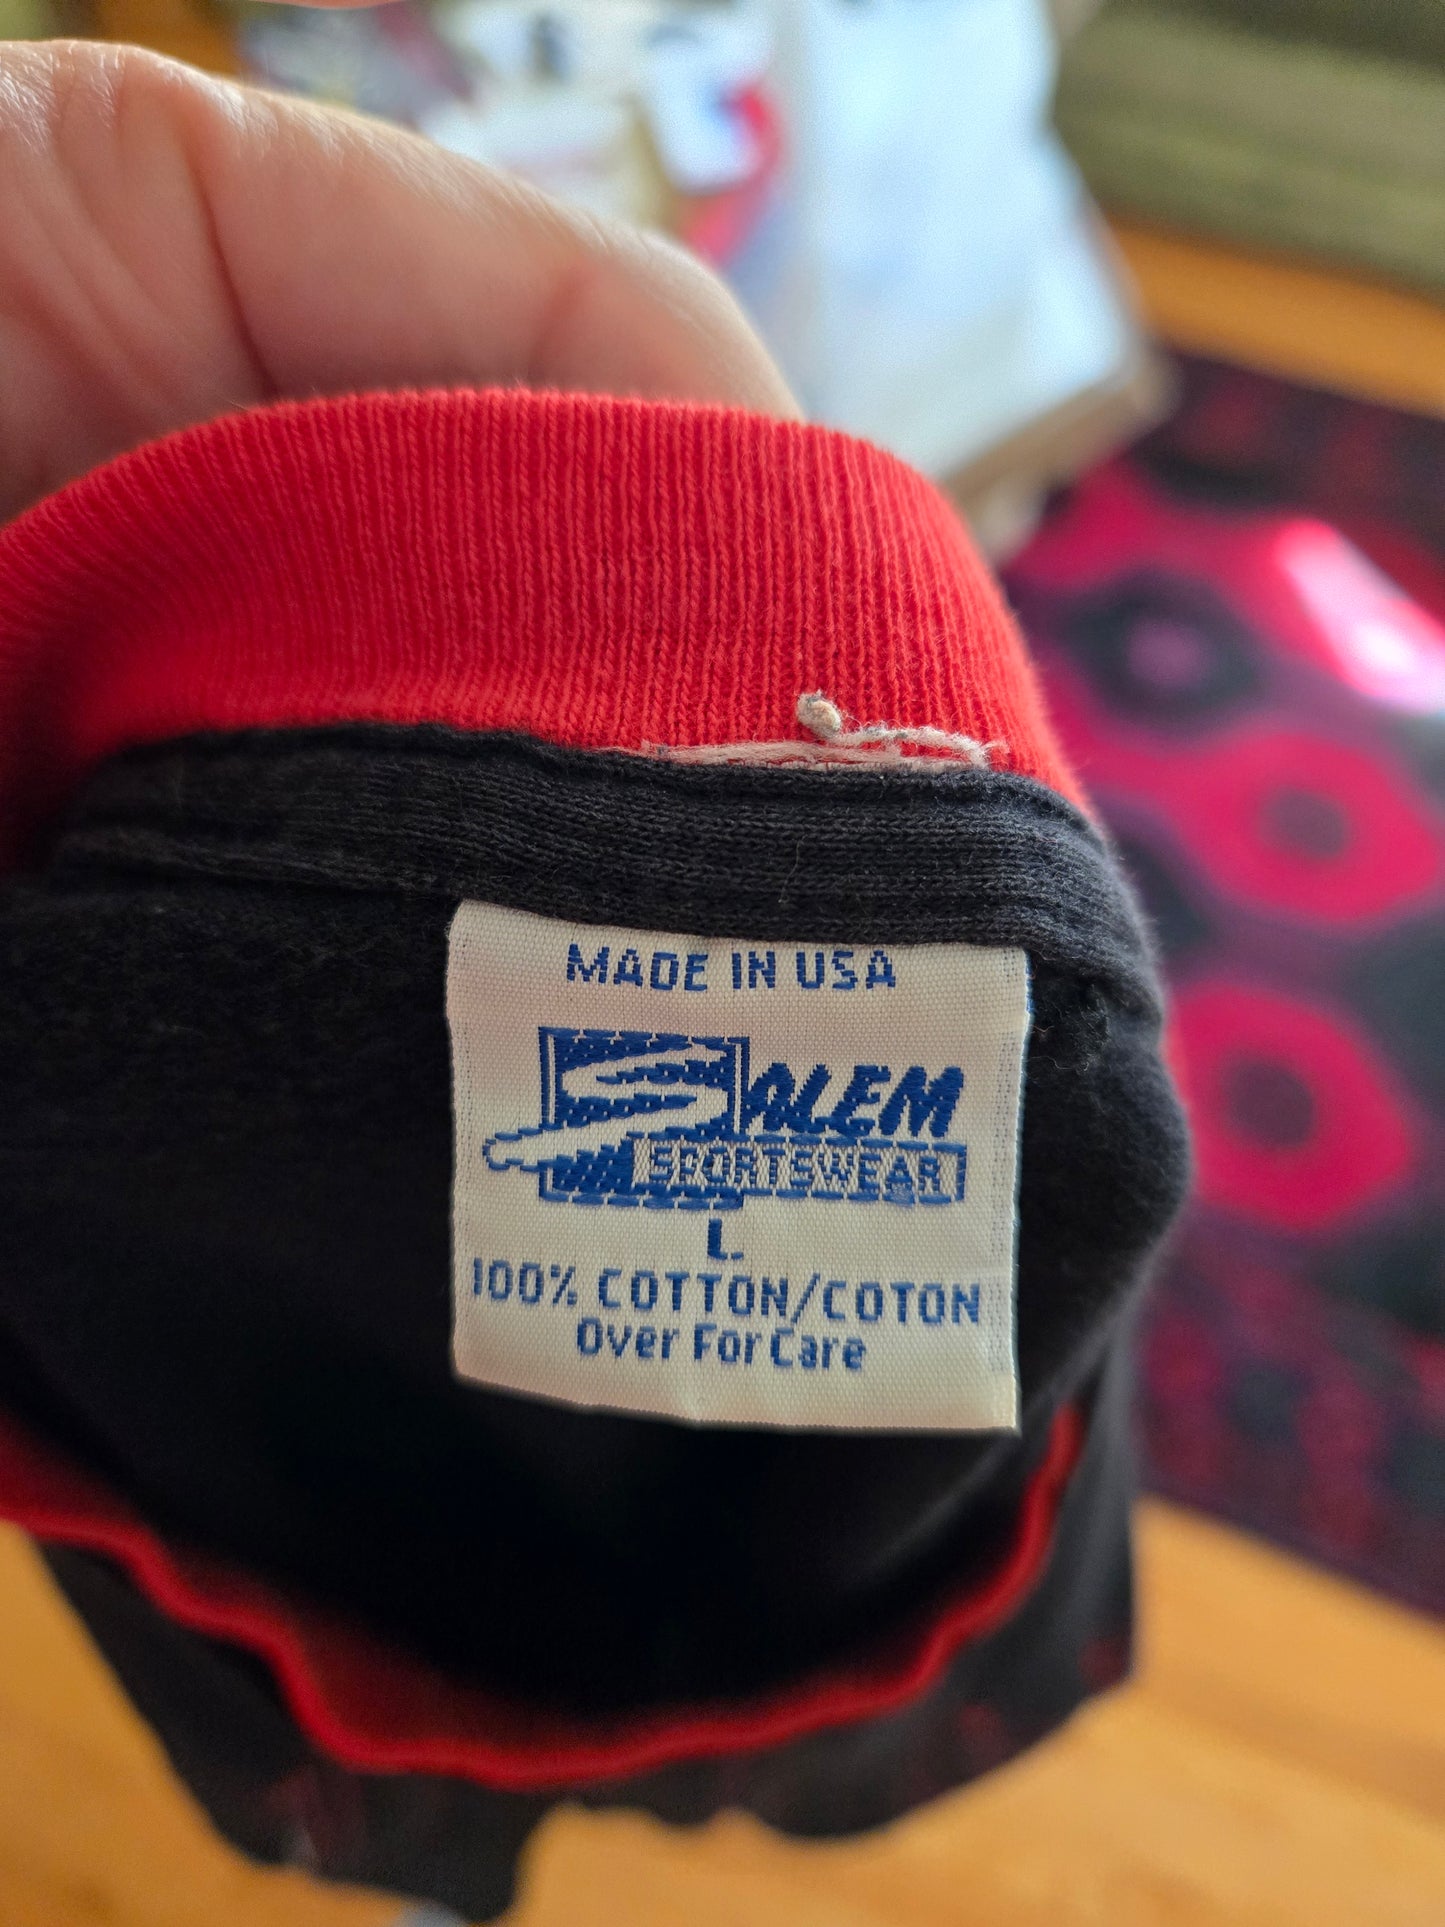 MADE IN USA
SALEM
SPORTSWEAR
L.
100% COTTON/COTON
Over For Care